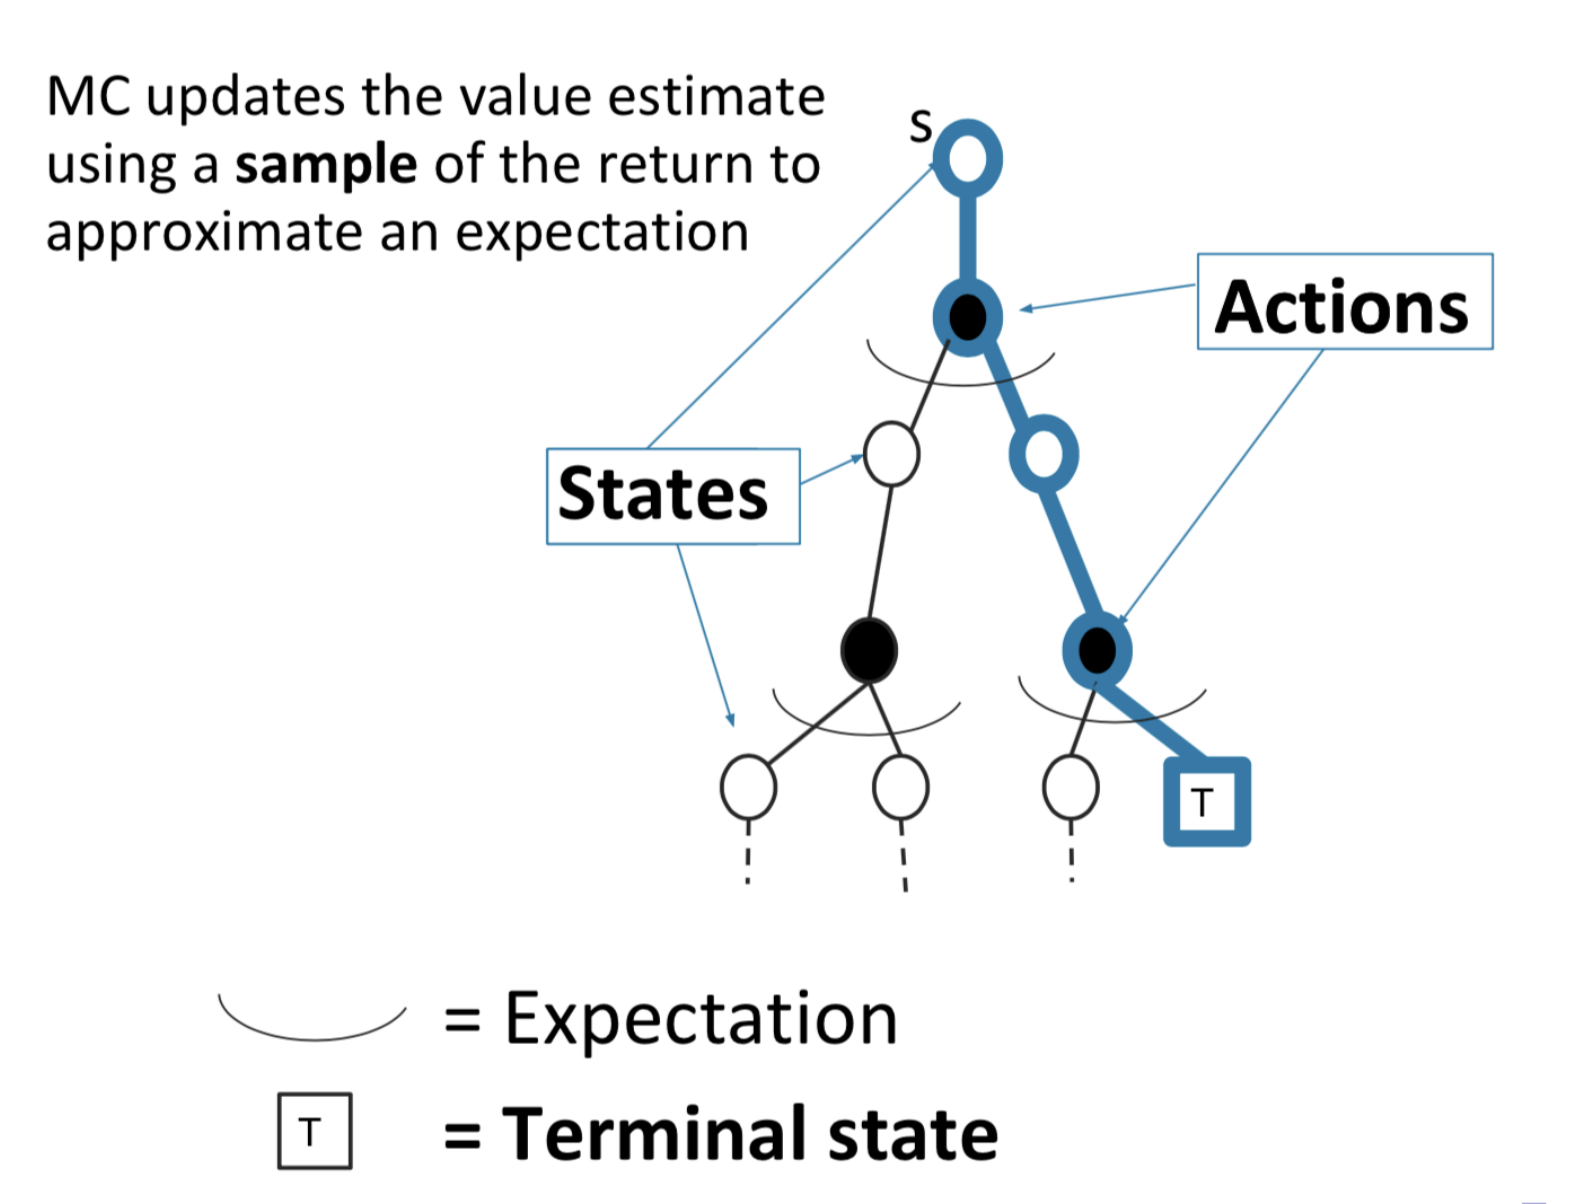 MC updates the value estimate
using a sample of the return to
approximate an expectation
s
Actions
States
T
= Expectation
T = Terminal state